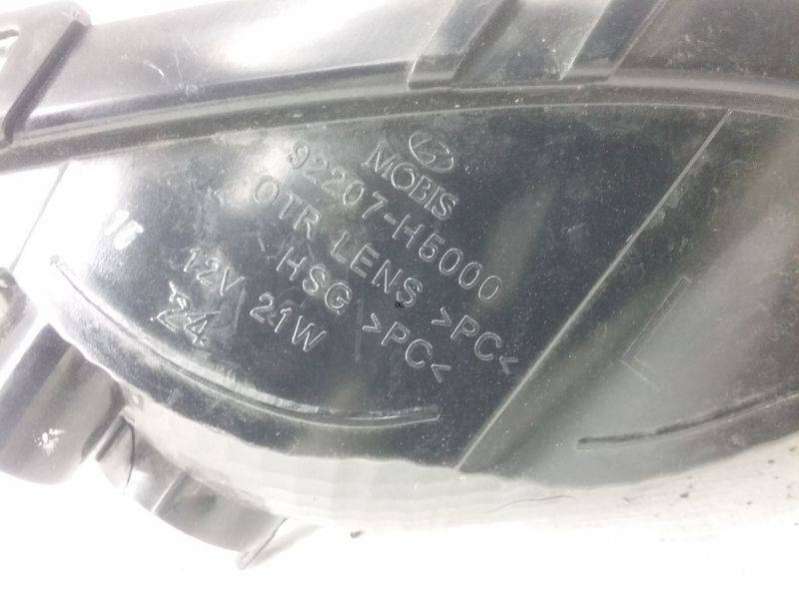 MOBIS
92207-H5000
OTR LENS >PC<
HSG >PC<
12V 21W
24